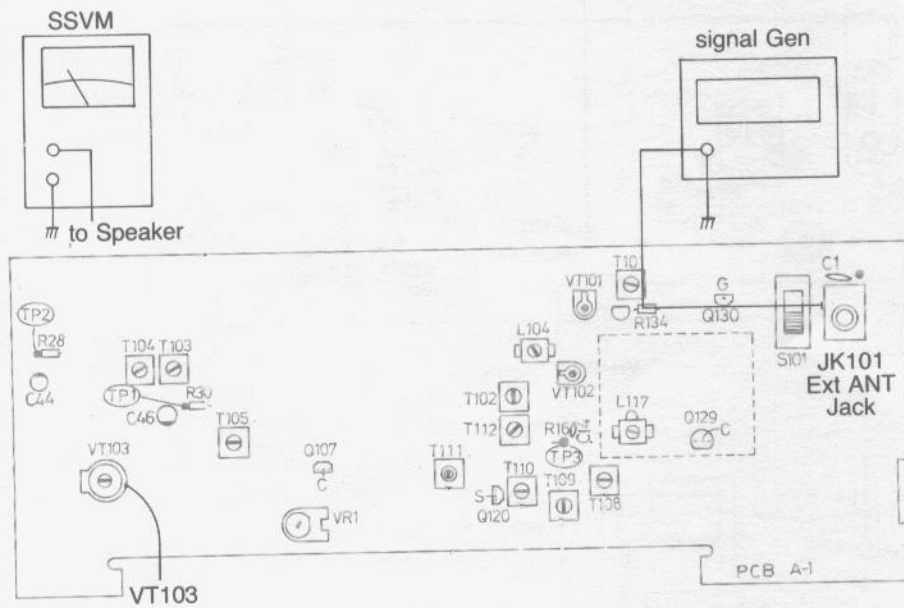 SSVM
signal Gen
to Speaker
T10
C1
VT101
G
TP2
R134
Q130
R28
L104
S101
JK101
Ext ANT
Jack
T104 T103
VT102
C44
TP1
R30
T102
C46
L117
Q129
T105
T112
R160
C
TP3
VT103
Q107
T111
C
T110
T109
S
Q120
T108
VR1
PCB A-1
VT103